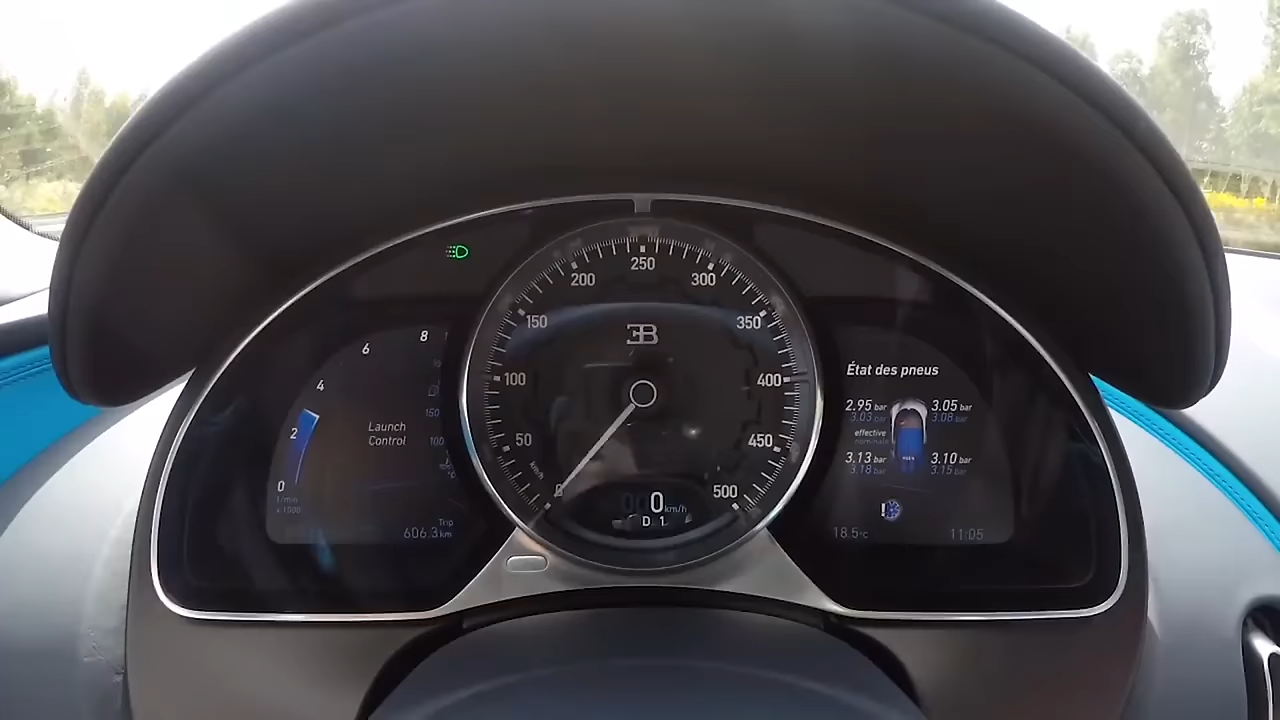 8
6
4
2
0
1/min
x 1000
Launch
Control
150
100
Trip
606.3 km
0
50
100
150
200
250
300
350
400
450
500
km/h
EB
0 km/h
D 1
État des pneus
2.95 bar 3.05 bar
3.03 bar 3.08 bar
effective
nominale
3.13 bar 3.10 bar
3.18 bar 3.15 bar
!
18.5°C 11:05